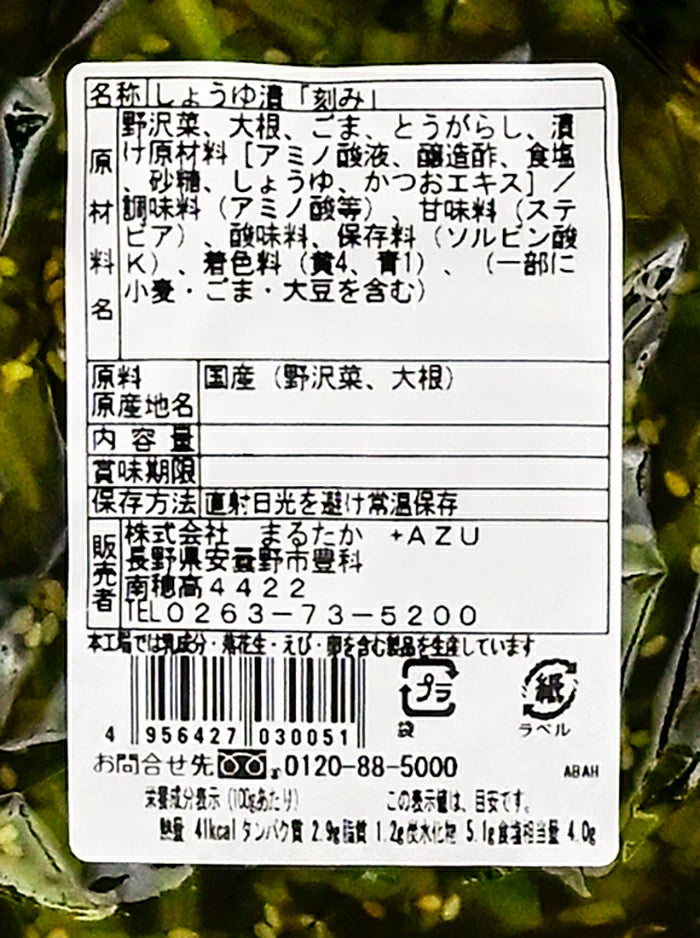 名称 しょうゆ漬「刻み」
原材料名 野沢菜、大根、ごま、とうがらし、漬
け原材料［アミノ酸液、醸造酢、食塩
、砂糖、しょうゆ、かつおエキス］／
調味料（アミノ酸等）、甘味料（ステ
ビア）、酸味料、保存料（ソルビン酸
K）、着色料（黄4、青1）、（一部に
小麦・ごま・大豆を含む）
原料
原産地名 国産（野沢菜、大根）
内容量
賞味期限
保存方法 直射日光を避け常温保存
販売者 株式会社 まるたか +AZU
長野県安曇野市豊科
南穂高4422
TEL0263-73-5200
本工場では乳成分・落花生・えび・卵を含む製品を生産しています
4 956427 030051
プラ
袋
紙
ラベル
お問合せ先 0120-88-5000
ABAH
栄養成分表示（100gあたり） この表示値は、目安です。
熱量 41kcal タンパク質 2.9g 脂質 1.2g 炭水化物 5.1g 食塩相当量 4.0g